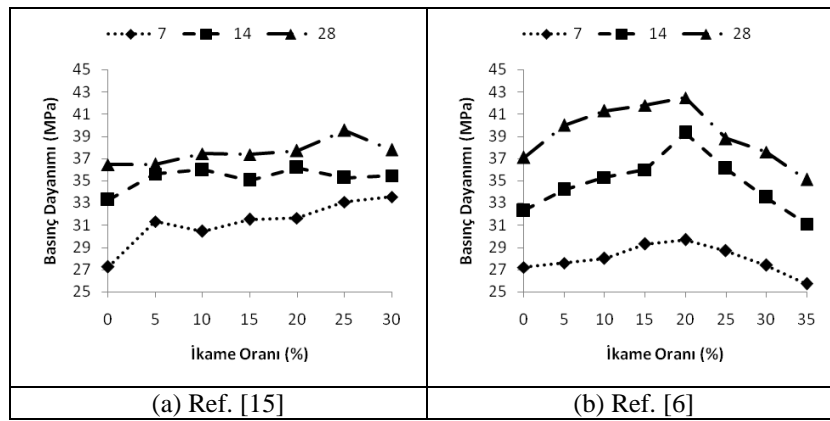 7 14 28
45
43
41
39
37
35
33
31
29
27
25
Basınç Dayanımı (MPa)
0 5 10 15 20 25 30
İkame Oranı (%)
(a) Ref. [15]
7 14 28
45
43
41
39
37
35
33
31
29
27
25
Basınç Dayanımı (MPa)
0 5 10 15 20 25 30 35
İkame Oranı (%)
(b) Ref. [6]